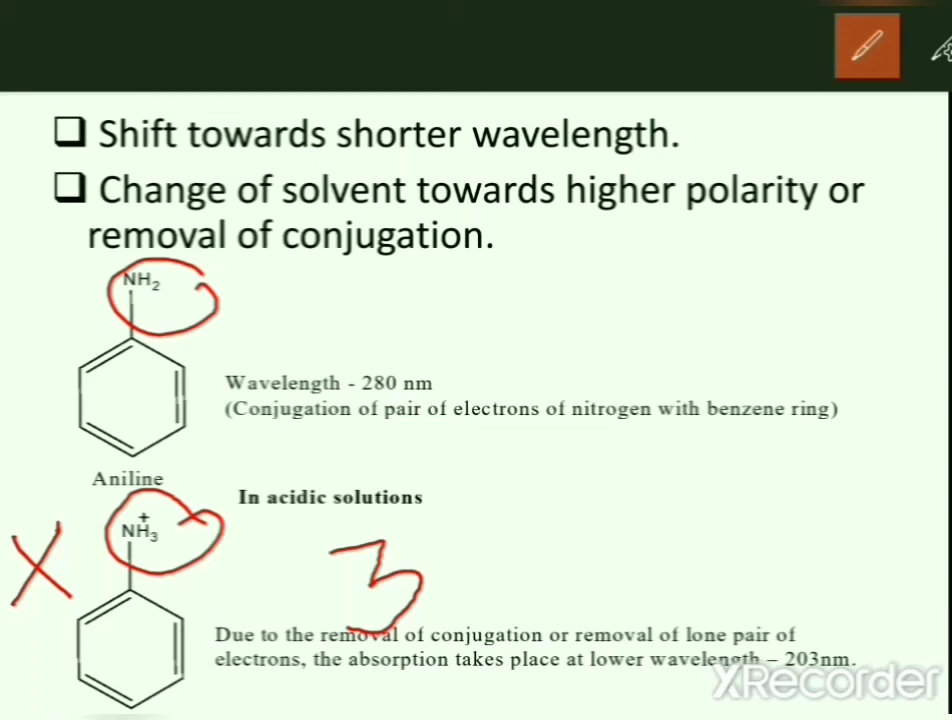 Shift towards shorter wavelength.
Change of solvent towards higher polarity or
removal of conjugation.
NH₂
Wavelength - 280 nm
(Conjugation of pair of electrons of nitrogen with benzene ring)
Aniline
In acidic solutions
+
NH₃
X
3
Due to the removal of conjugation or removal of lone pair of
electrons, the absorption takes place at lower wavelength – 203nm.
XRecorder